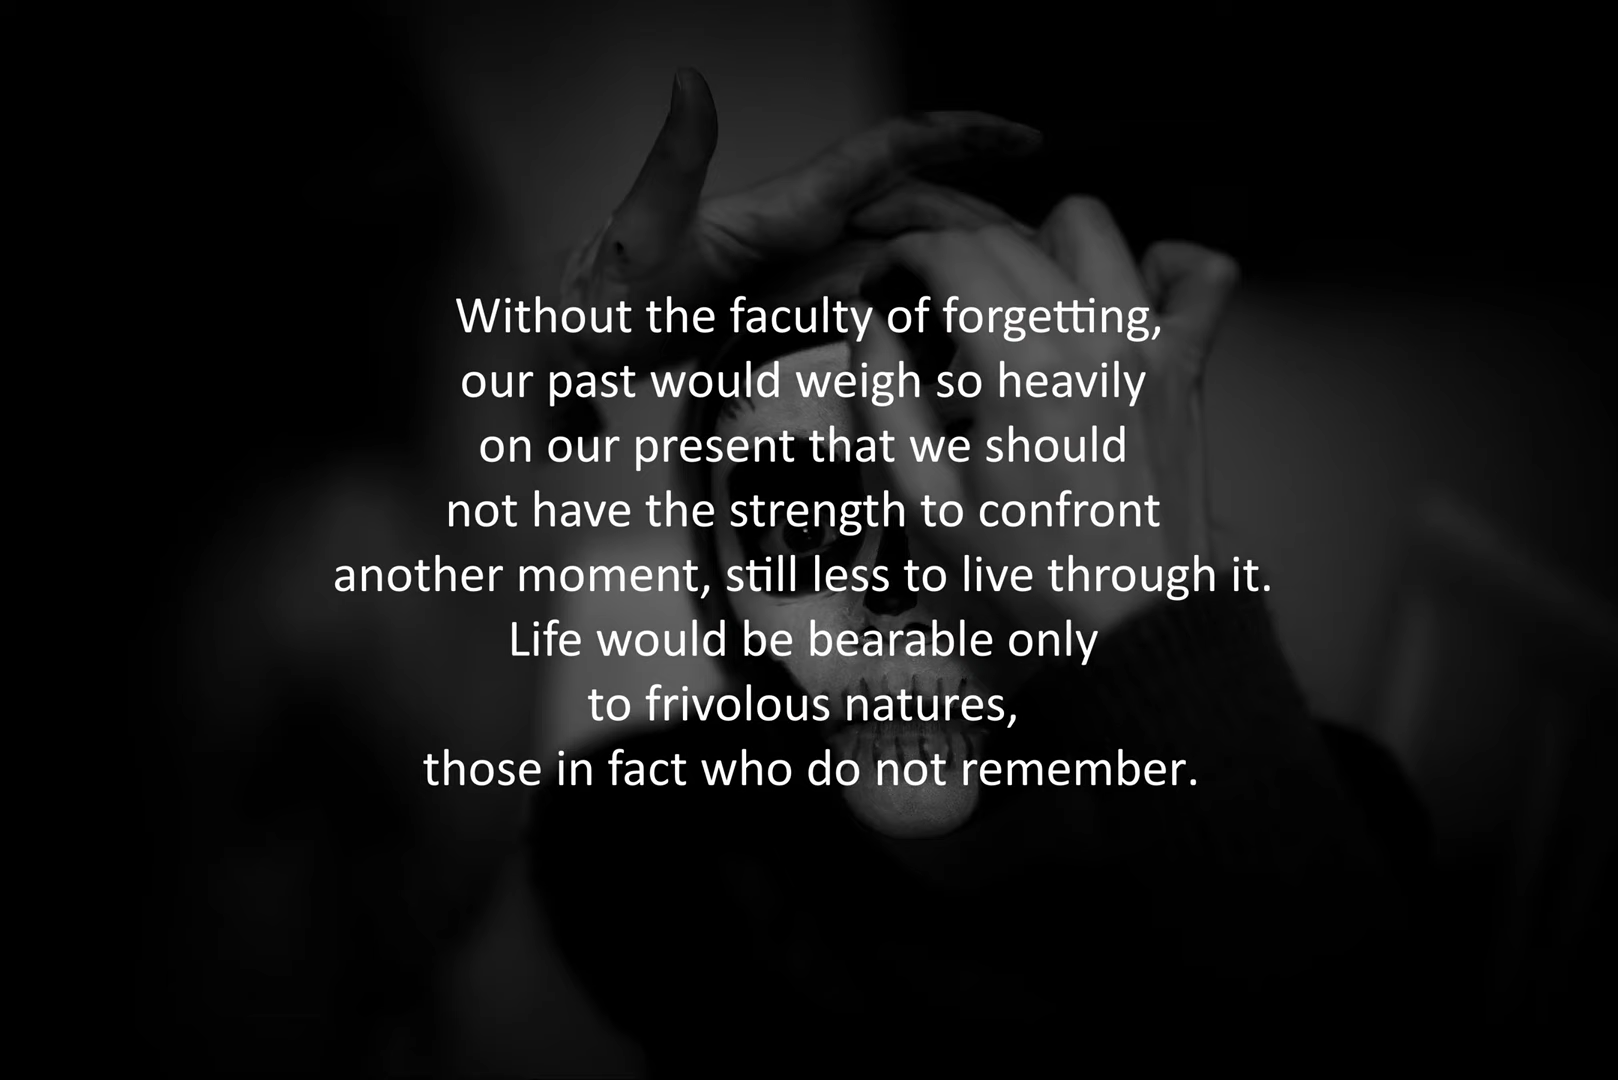 Without the faculty of forgetting,
our past would weigh so heavily
on our present that we should
not have the strength to confront
another moment, still less to live through it.
Life would be bearable only
to frivolous natures,
those in fact who do not remember.